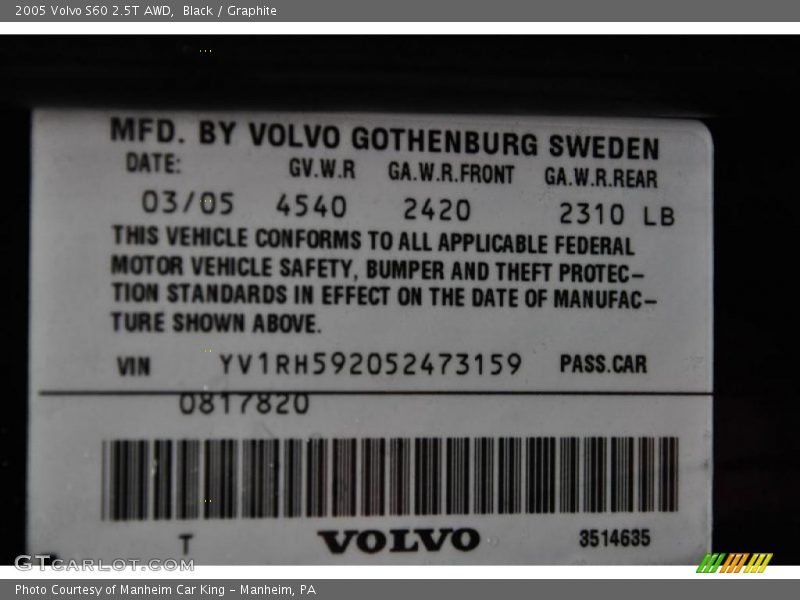 2005 Volvo S60 2.5T AWD, Black / Graphite
MFD. BY VOLVO GOTHENBURG SWEDEN
DATE: GV.W.R GA.W.R.FRONT GA.W.R.REAR
03/05 4540 2420 2310 LB
THIS VEHICLE CONFORMS TO ALL APPLICABLE FEDERAL
MOTOR VEHICLE SAFETY, BUMPER AND THEFT PROTEC-
TION STANDARDS IN EFFECT ON THE DATE OF MANUFAC-
TURE SHOWN ABOVE.
VIN YV1RH592052473159 PASS.CAR
0817820
T VOLVO 3514635
GTCARLOT.COM
Photo Courtesy of Manheim Car King - Manheim, PA